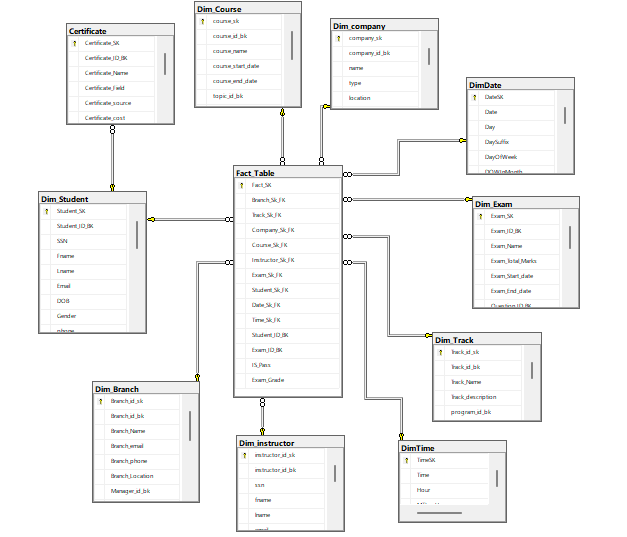 Dim_Course
course_sk
course_id_bk
course_name
course_start_date
course_end_date
topic_id_bk
Dim_company
company_sk
company_id_bk
name
type
location
Certificate
Certificate_SK
Certificate_ID_BK
Certificate_Name
Certificate_Field
Certificate_source
Certificate_cost
DimDate
DateSK
Date
Day
DaySuffix
DayOfWeek
DOWInMonth
Fact_Table
Fact_SK
Branch_Sk_FK
Track_Sk_FK
Company_Sk_FK
Course_Sk_FK
Instructor_Sk_FK
Exam_Sk_FK
Student_Sk_FK
Date_Sk_FK
Time_Sk_FK
Student_ID_BK
Exam_ID_BK
IS_Pass
Exam_Grade
Dim_Student
Student_SK
Student_ID_BK
SSN
Fname
Lname
Email
DOB
Gender
phone
Dim_Exam
Exam_SK
Exam_ID_BK
Exam_Name
Exam_Total_Marks
Exam_Start_date
Exam_End_date
Question_ID_BK
Dim_Track
Track_id_sk
Track_id_bk
Track_Name
Track_description
program_id_bk
Dim_Branch
Branch_id_sk
Branch_id_bk
Branch_Name
Branch_email
Branch_phone
Branch_Location
Manager_id_bk
Dim_instructor
instructor_id_sk
instructor_id_bk
ssn
fname
lname
email
DimTime
TimeSK
Time
Hour